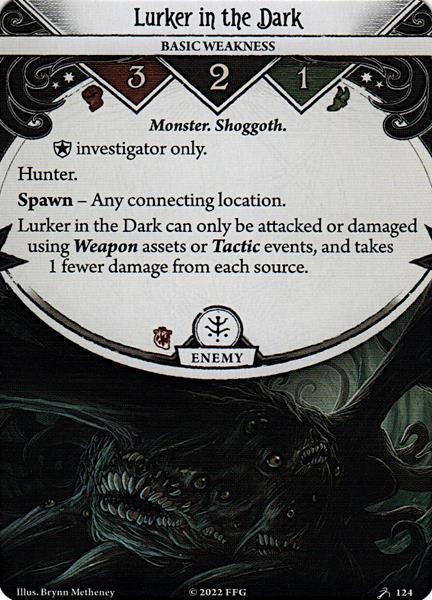 Lurker in the Dark
BASIC WEAKNESS
3 2 1
Monster. Shoggoth.
investigator only.
Hunter.
Spawn – Any connecting location.
Lurker in the Dark can only be attacked or damaged
using Weapon assets or Tactic events, and takes
1 fewer damage from each source.
ENEMY
Illus. Brynn Metheney © 2022 FFG 124